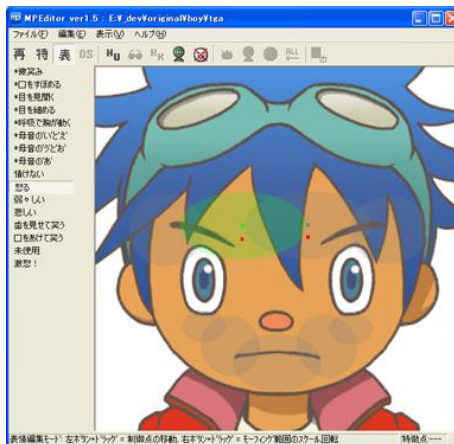 MPEditor ver1.5 : E:¥_dev¥original¥boy¥tga
ファイル(F) 編集(E) 表示(V) ヘルプ(H)
再 特 表 DS HU HK ALL
*微笑み
*口をすぼめる
*目を見開く
*目を細める
*呼吸で胸が動く
*母音の'い'と'え'
*母音の'う'と'お'
*母音の'あ'
情けない
怒る
弱々しい
悲しい
歯を見せて笑う
口をあけて笑う
未使用
激怒！
表情編集モード: 左ボタン+ドラッグ = 制御点の移動, 右ボタン+ドラッグ = モーフィング範囲のスケール,回転 特徴点:---